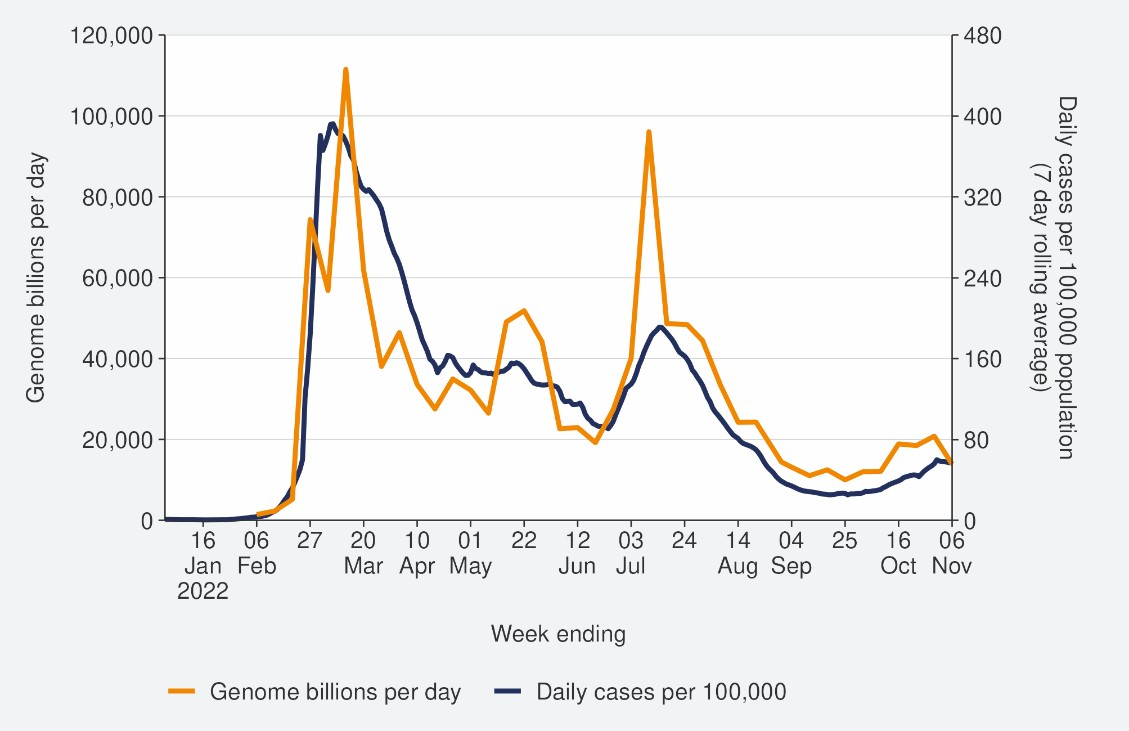 120,000
100,000
80,000
60,000
40,000
20,000
0
Genome billions per day
480
400
320
240
160
80
0
Daily cases per 100,000 population
(7 day rolling average)
16 06 27 20 10 01 22 12 03 24 14 04 25 16 06
Jan Feb Mar Apr May Jun Jul Aug Sep Oct Nov
2022
Week ending
Genome billions per day Daily cases per 100,000